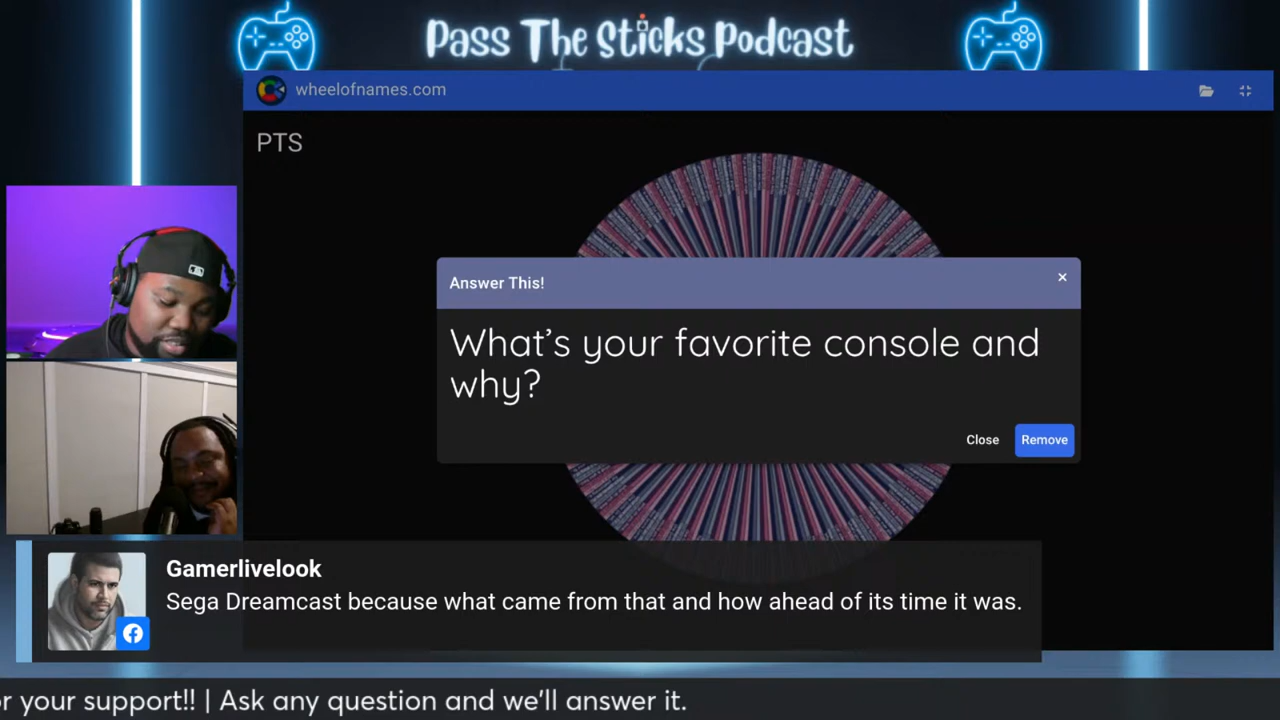 Pass The Sticks Podcast
wheelofnames.com
PTS
Answer This!
What's your favorite console and
why?
Close
Remove
Gamerlivelook
Sega Dreamcast because what came from that and how ahead of its time it was.
r your support!! | Ask any question and we'll answer it.